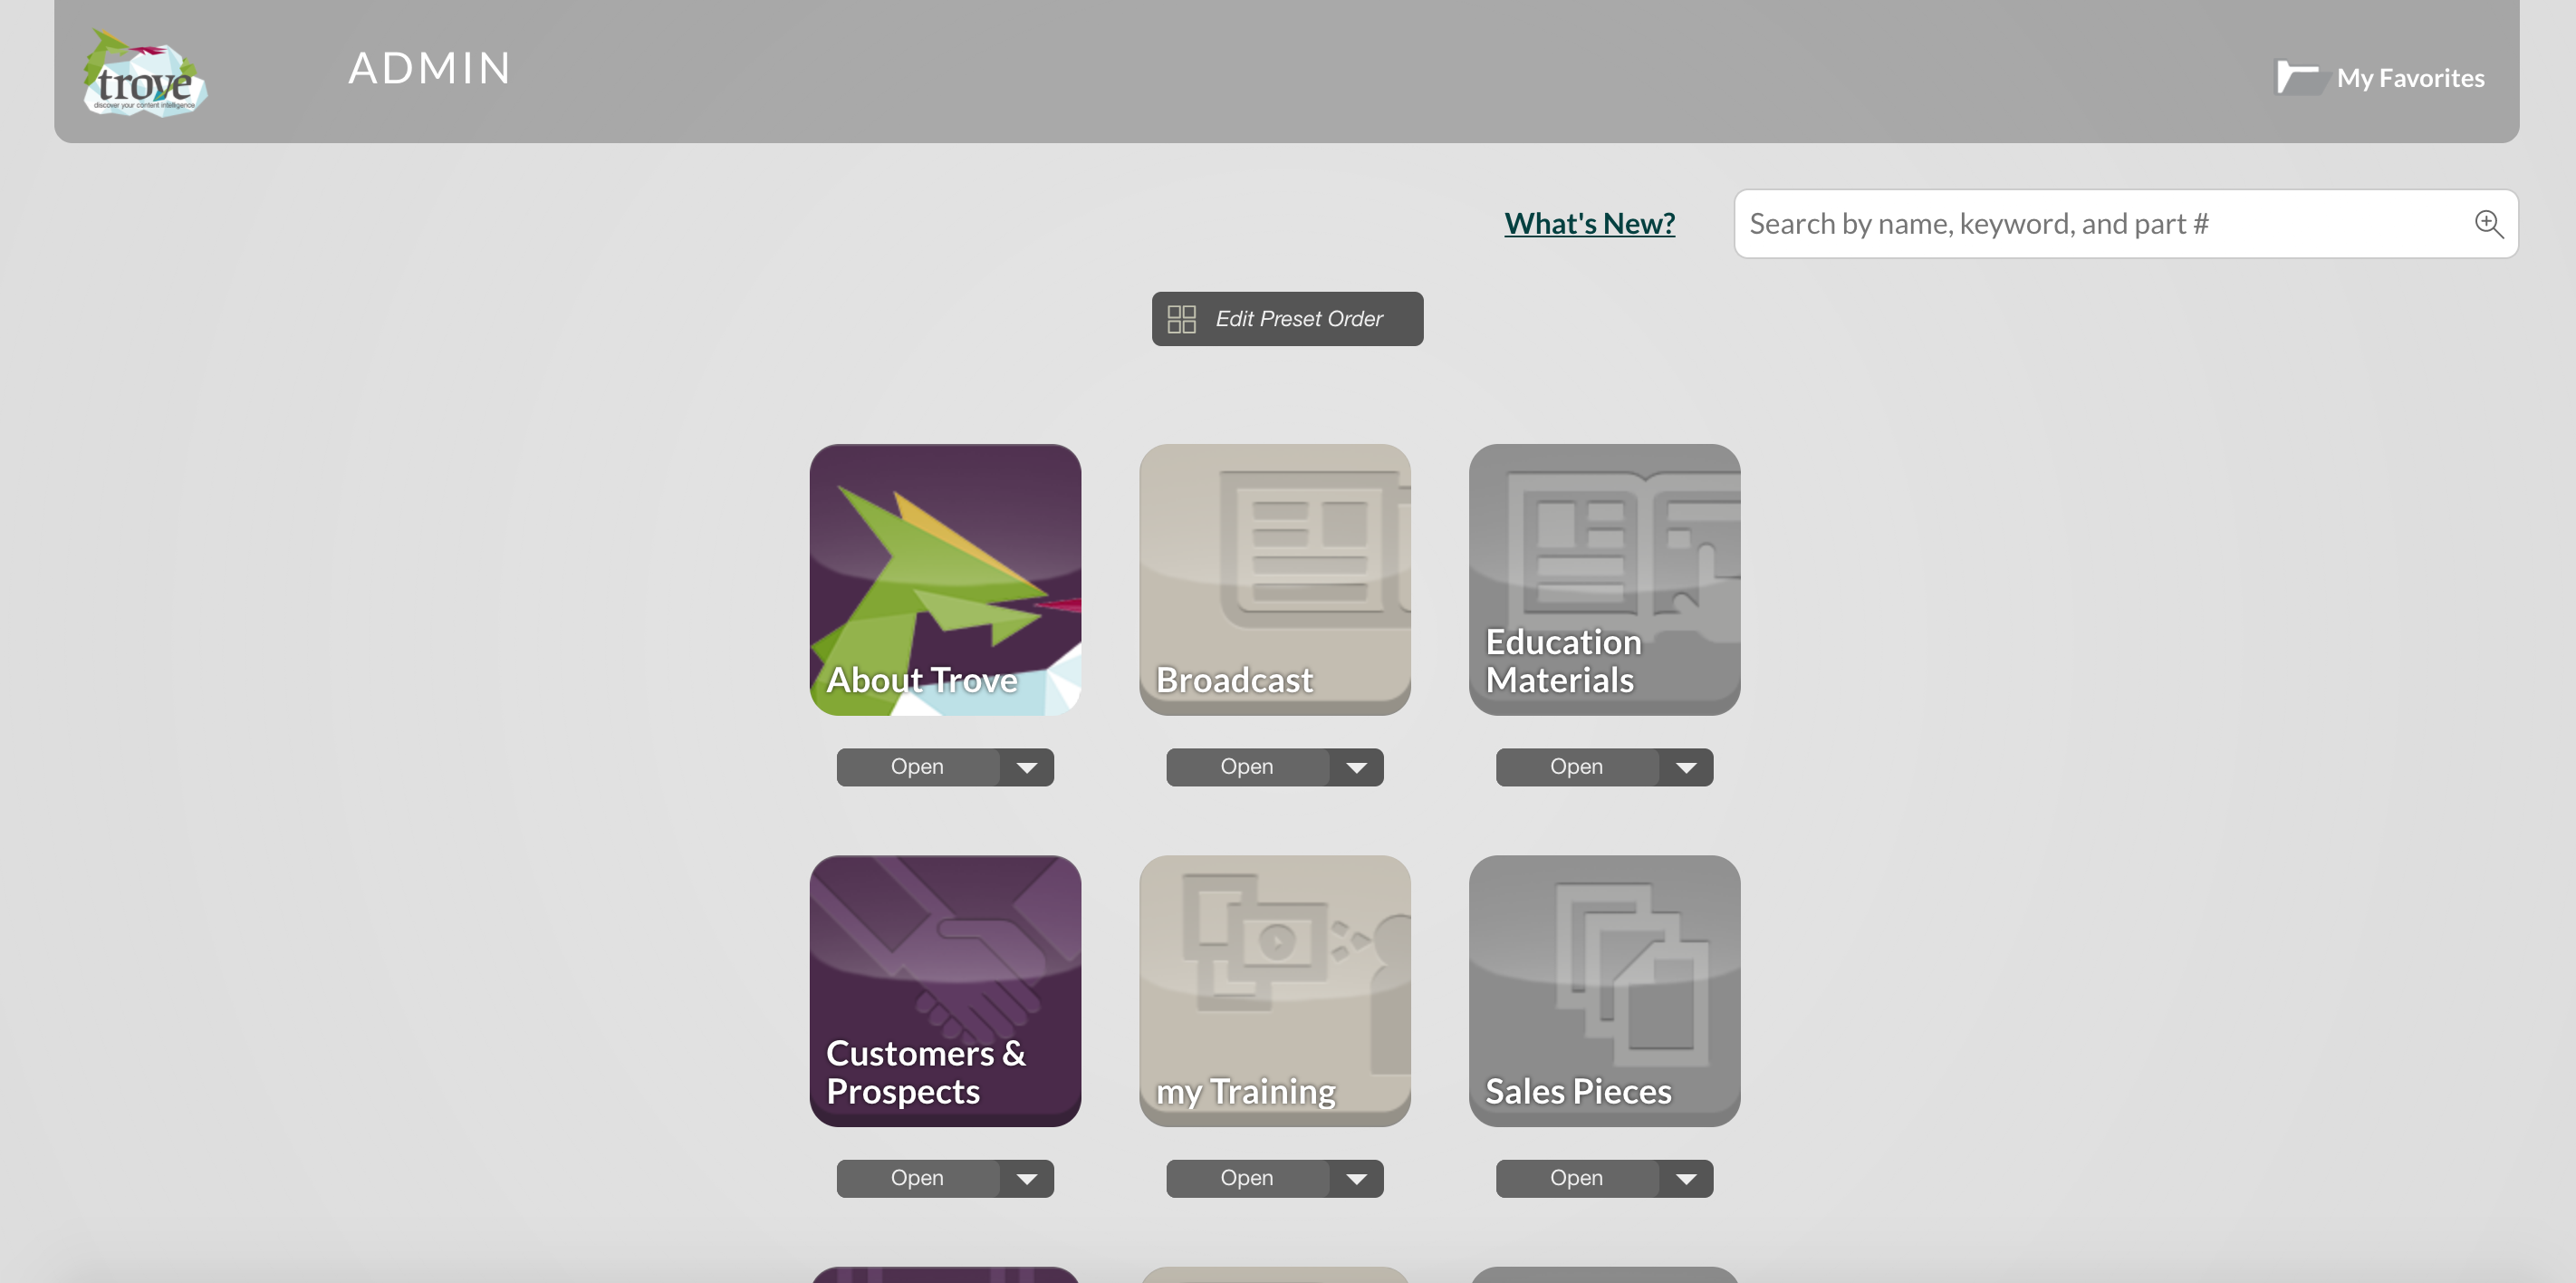 trove
discover your content intelligence
ADMIN
My Favorites
What's New?
Search by name, keyword, and part #
Edit Preset Order
About Trove
Broadcast
Education
Materials
Open
Open
Open
Customers &
Prospects
my Training
Sales Pieces
Open
Open
Open